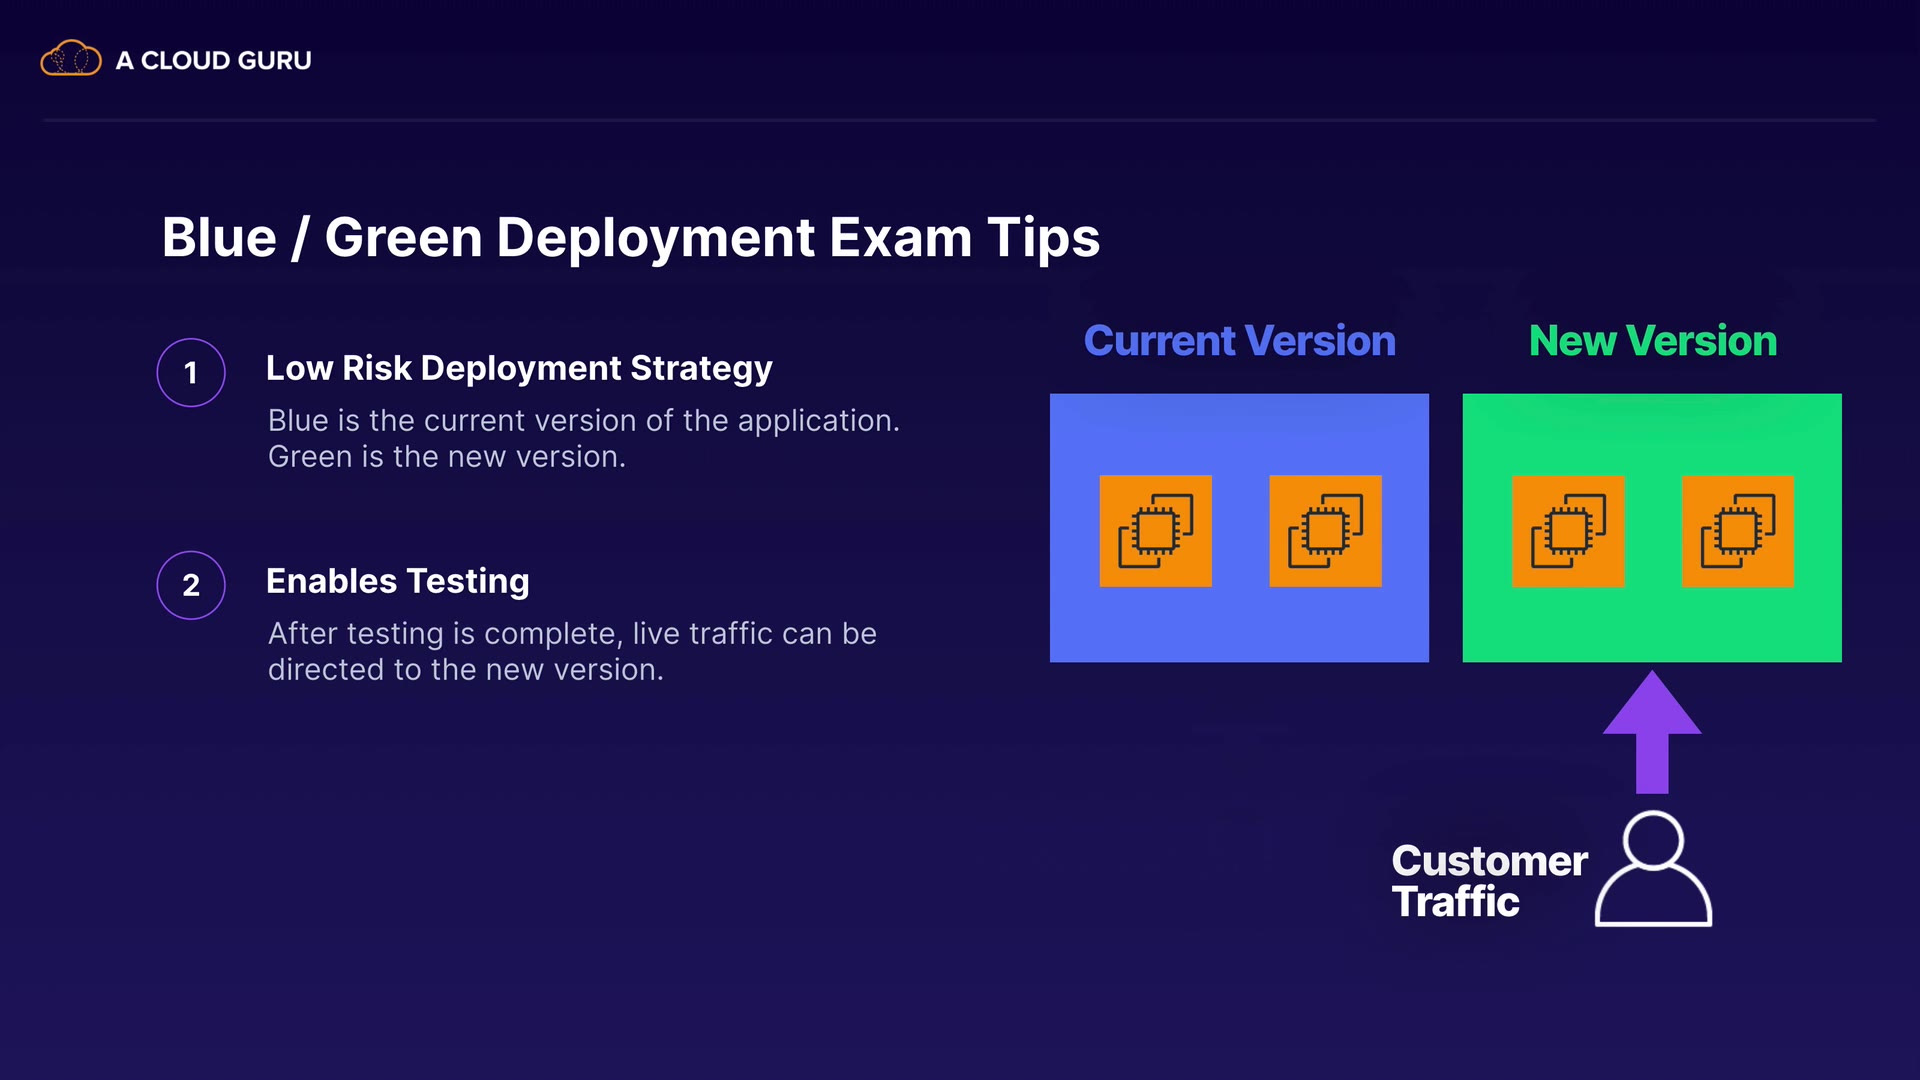 A CLOUD GURU
Blue / Green Deployment Exam Tips
1
Low Risk Deployment Strategy
Blue is the current version of the application.
Green is the new version.
2
Enables Testing
After testing is complete, live traffic can be
directed to the new version.
Current Version
New Version
Customer
Traffic